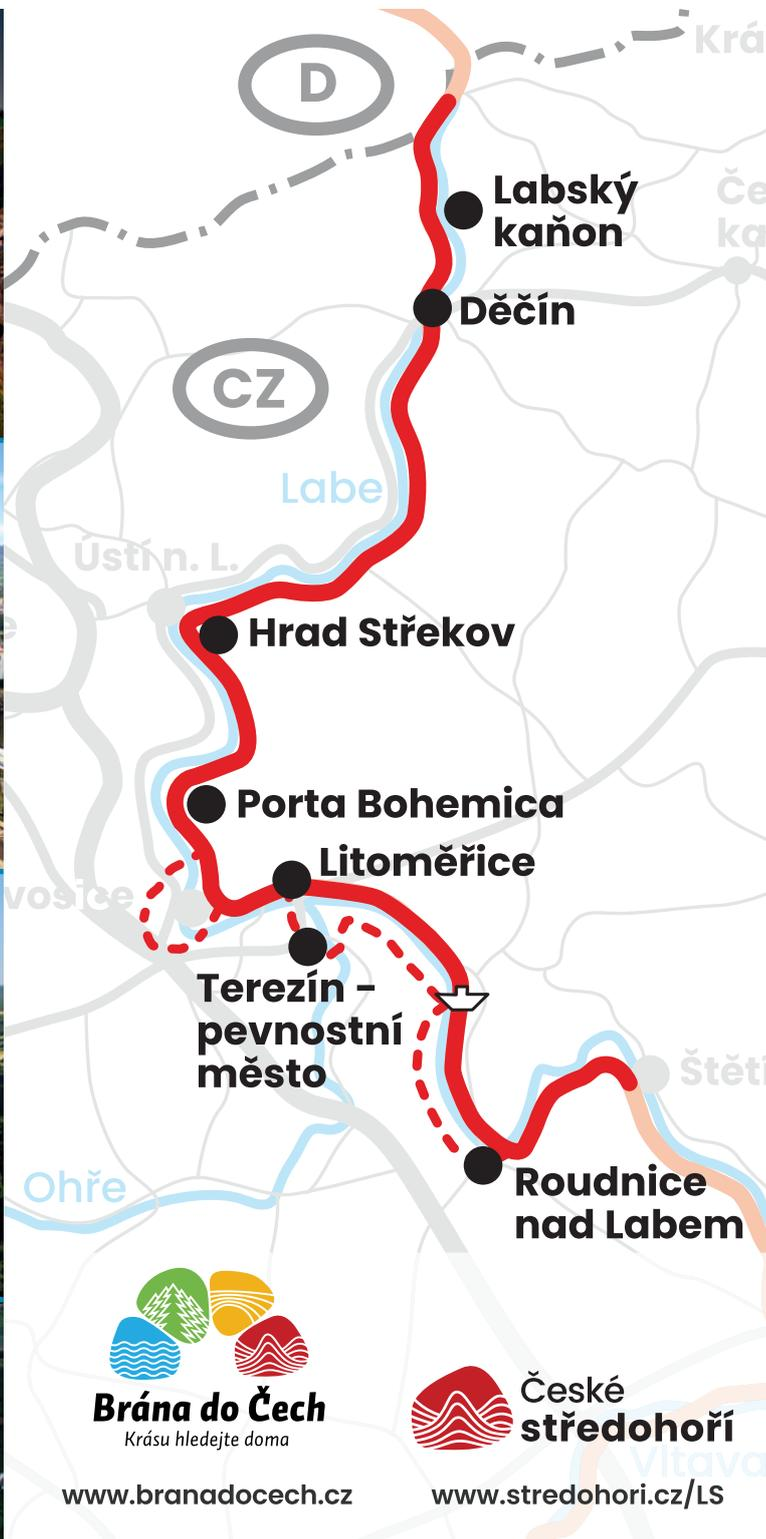 D
Labský
kaňon
Děčín
CZ
Labe
Ústí n. L.
Hrad Střekov
Porta Bohemica
Litoměřice
Terezín –
pevnostní
město
Roudnice
nad Labem
Ohře
Brána do Čech
Krásu hledejte doma
České
středohoří
Vltava
www.branadocech.cz
www.stredohori.cz/LS